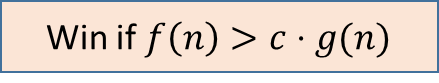 Win if f(n) > c · g(n)